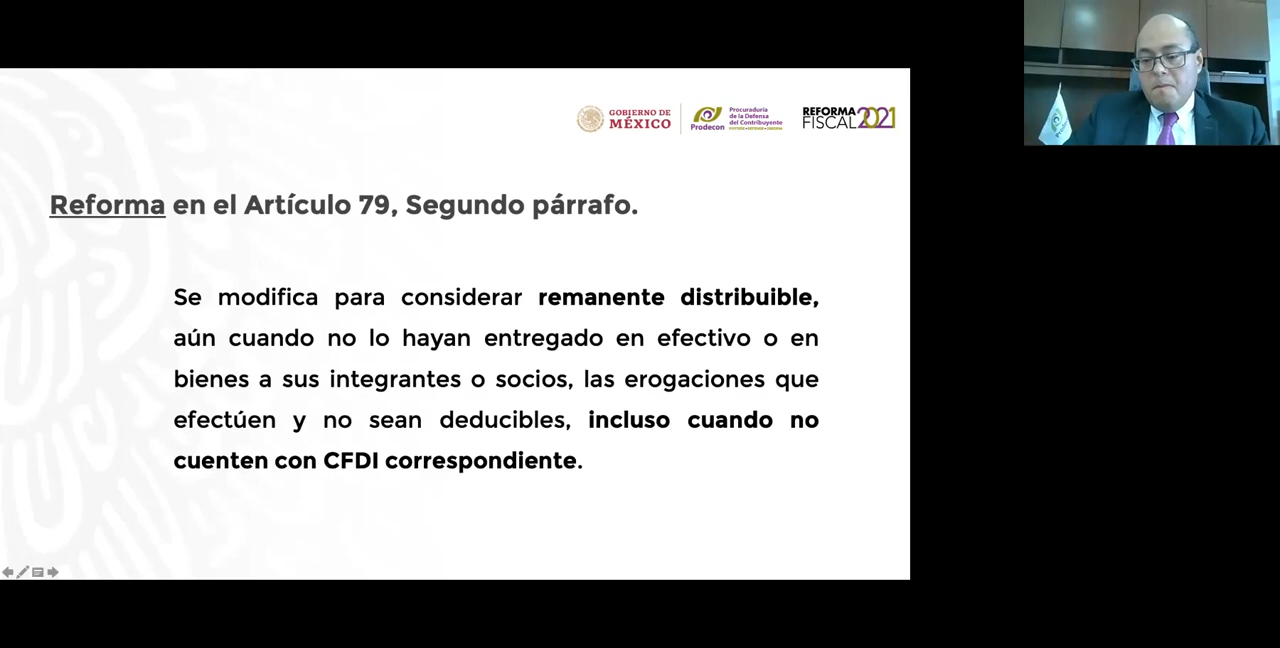 GOBIERNO DE
MÉXICO
Prodecon
Procuraduría
de la Defensa
del Contribuyente
REFORMA
FISCAL 2021
Reforma en el Artículo 79, Segundo párrafo.
Se modifica para considerar remanente distribuible,
aún cuando no lo hayan entregado en efectivo o en
bienes a sus integrantes o socios, las erogaciones que
efectúen y no sean deducibles, incluso cuando no
cuenten con CFDI correspondiente.